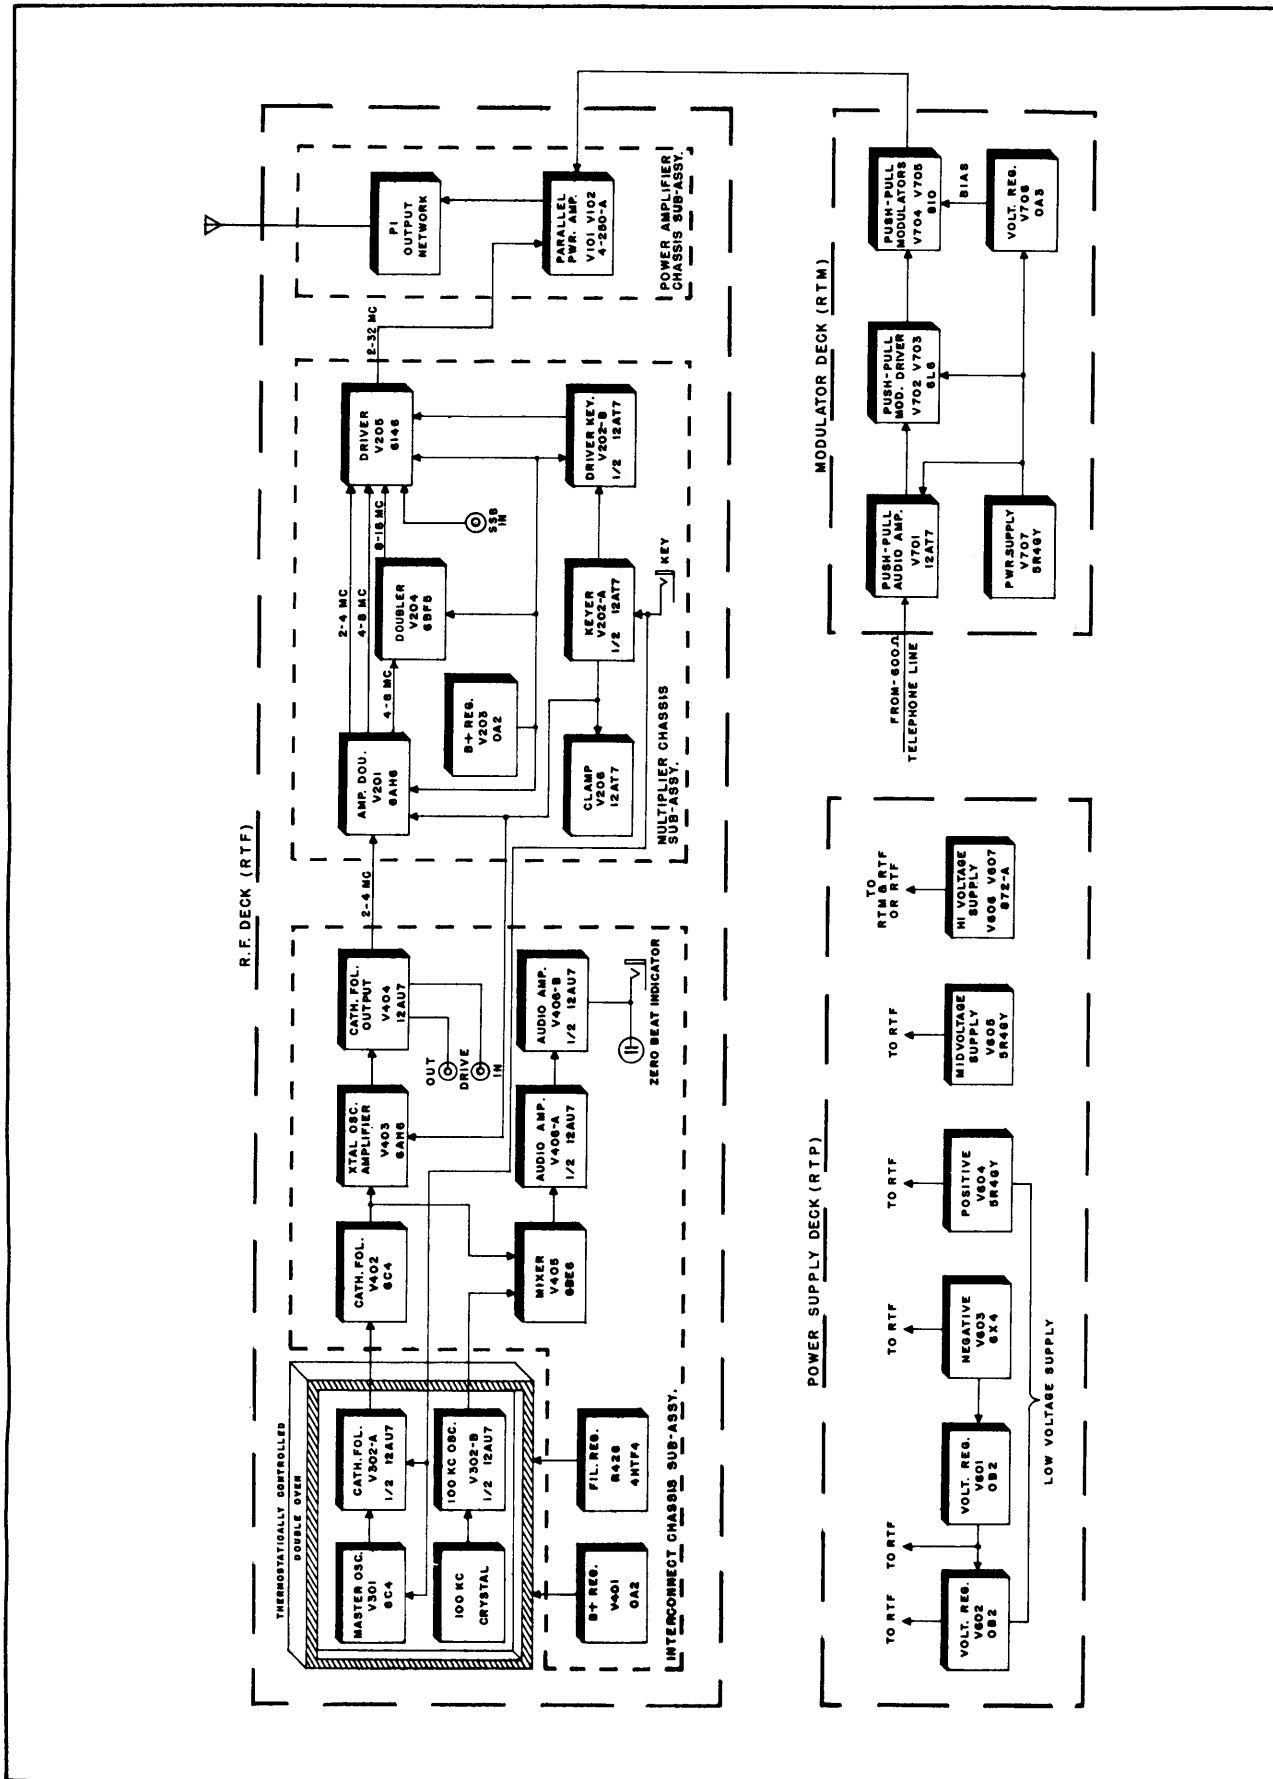 R.F. DECK (RTF)
THERMOSTATICALLY CONTROLLED
DOUBLE OVEN
MASTER OSC.
V301
6C4
CATH. FOL.
V302-A
1/2 12AU7
100 KC
CRYSTAL
100 KC OSC.
V302-B
1/2 12AU7
B+ REG.
V401
OA2
FIL. REG.
R426
4HTF4
INTERCONNECT CHASSIS SUB-ASSY.
CATH. FOL.
V402
6C4
XTAL OSC.
AMPLIFIER
V403
6AH6
CATH. FOL.
OUTPUT
V404
12AU7
OUT
DRIVE
IN
MIXER
V405
6BE6
AUDIO AMP.
V406-A
1/2 12AU7
AUDIO AMP.
V406-B
1/2 12AU7
ZERO BEAT INDICATOR
2-4 MC
AMP. DOU.
V201
6AH6
2-4 MC
4-8 MC
4-8 MC
8-16 MC
B+ REG.
V203
OA2
DOUBLER
V204
6BF5
DRIVER
V205
6146
SSB
IN
CLAMP
V206
12AT7
KEYER
V202-A
1/2 12AT7
DRIVER KEY.
V202-B
1/2 12AT7
KEY
MULTIPLIER CHASSIS
SUB-ASSY.
2-32 MC
PI
OUTPUT
NETWORK
PARALLEL
PWR. AMP.
V101 V102
4-250-A
POWER AMPLIFIER
CHASSIS SUB-ASSY.
POWER SUPPLY DECK (RTP)
TO RTF
TO RTF
TO RTF
TO RTF
TO RTF
TO
RTM & RTF
OR RTF
VOLT. REG.
V602
OB2
VOLT. REG.
V601
OB2
NEGATIVE
V603
6X4
POSITIVE
V604
5R4GY
MIDVOLTAGE
SUPPLY
V605
5R4GY
HI VOLTAGE
SUPPLY
V606 V607
872-A
LOW VOLTAGE SUPPLY
MODULATOR DECK (RTM)
FROM-600Ω
TELEPHONE LINE
PUSH-PULL
AUDIO AMP.
V701
12AT7
PUSH-PULL
MOD. DRIVER
V702 V703
6L6
PUSH-PULL
MODULATORS
V704 V705
810
PWR. SUPPLY
V707
5R4GY
BIAS
VOLT. REG.
V706
OA3